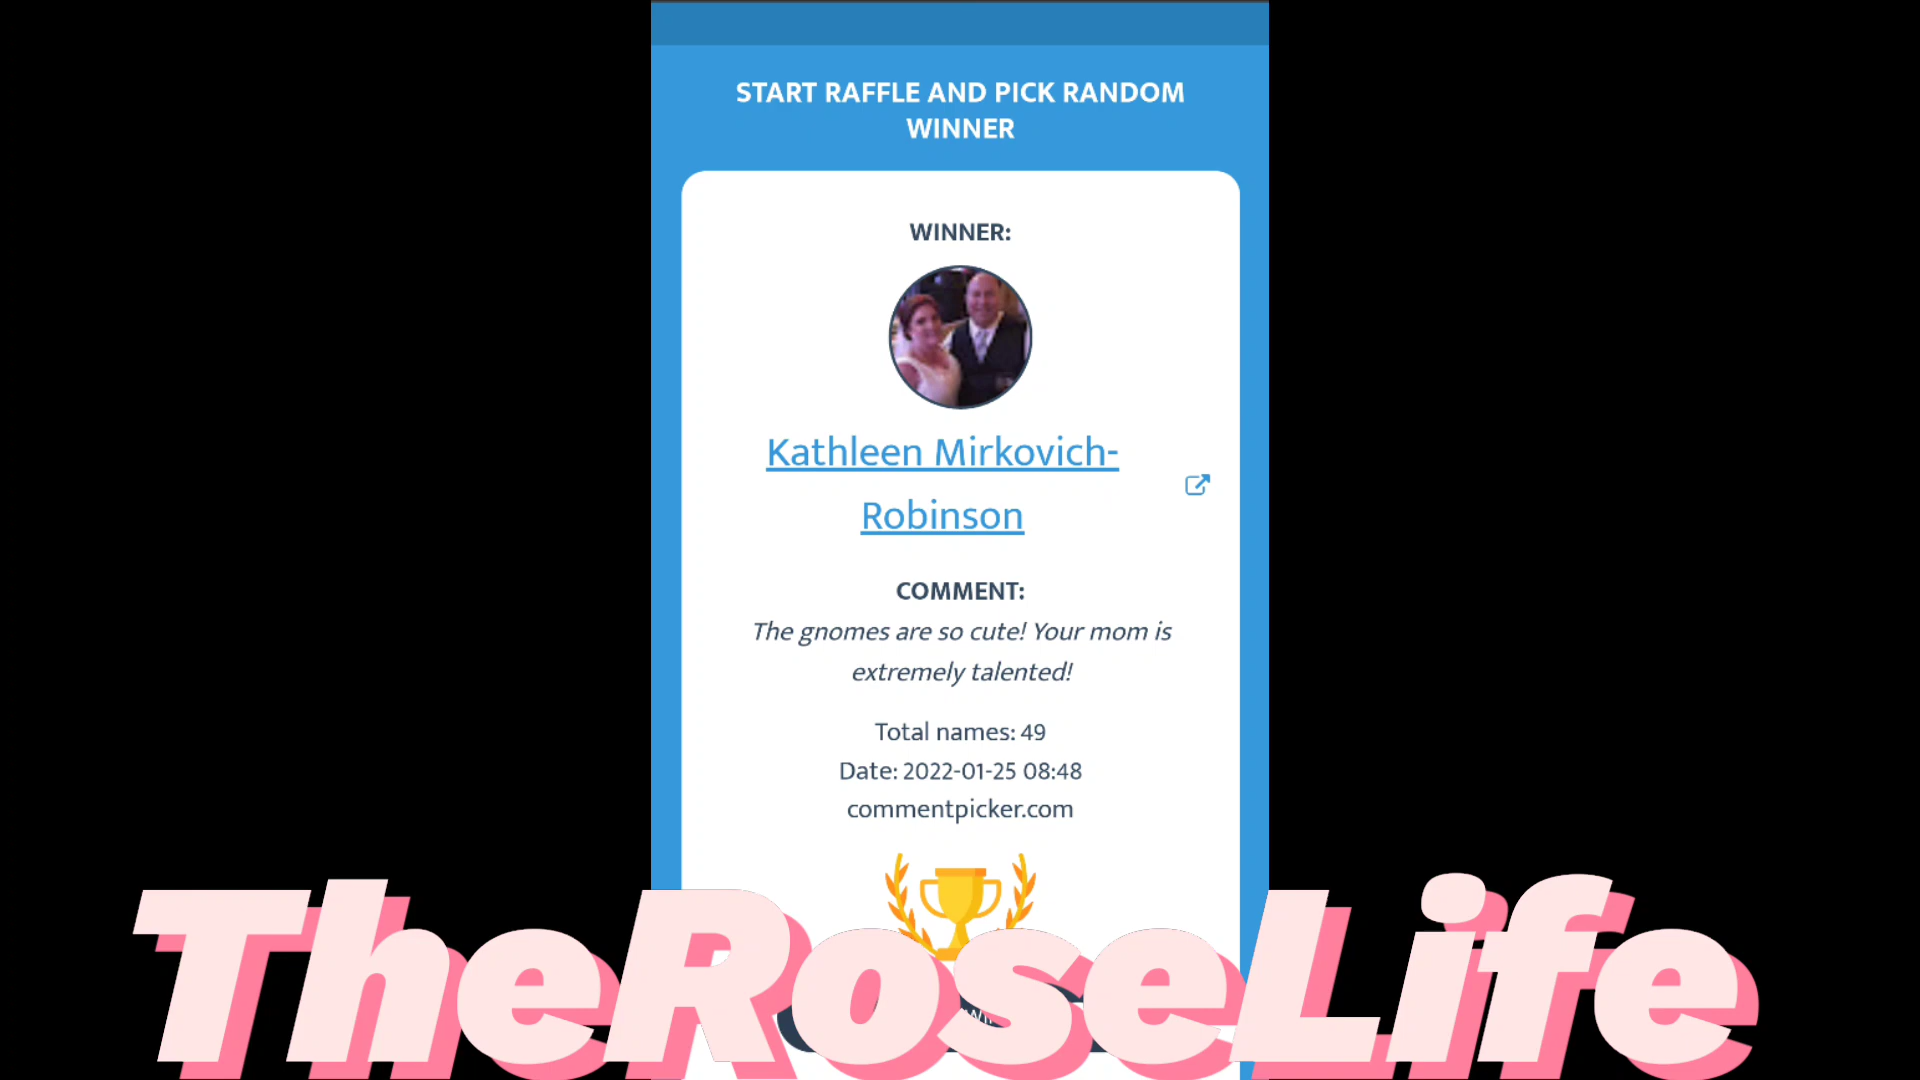 START RAFFLE AND PICK RANDOM
WINNER
WINNER:
Kathleen Mirkovich-
Robinson
COMMENT:
The gnomes are so cute! Your mom is
extremely talented!
Total names: 49
Date: 2022-01-25 08:48
commentpicker.com
TheRoseLife